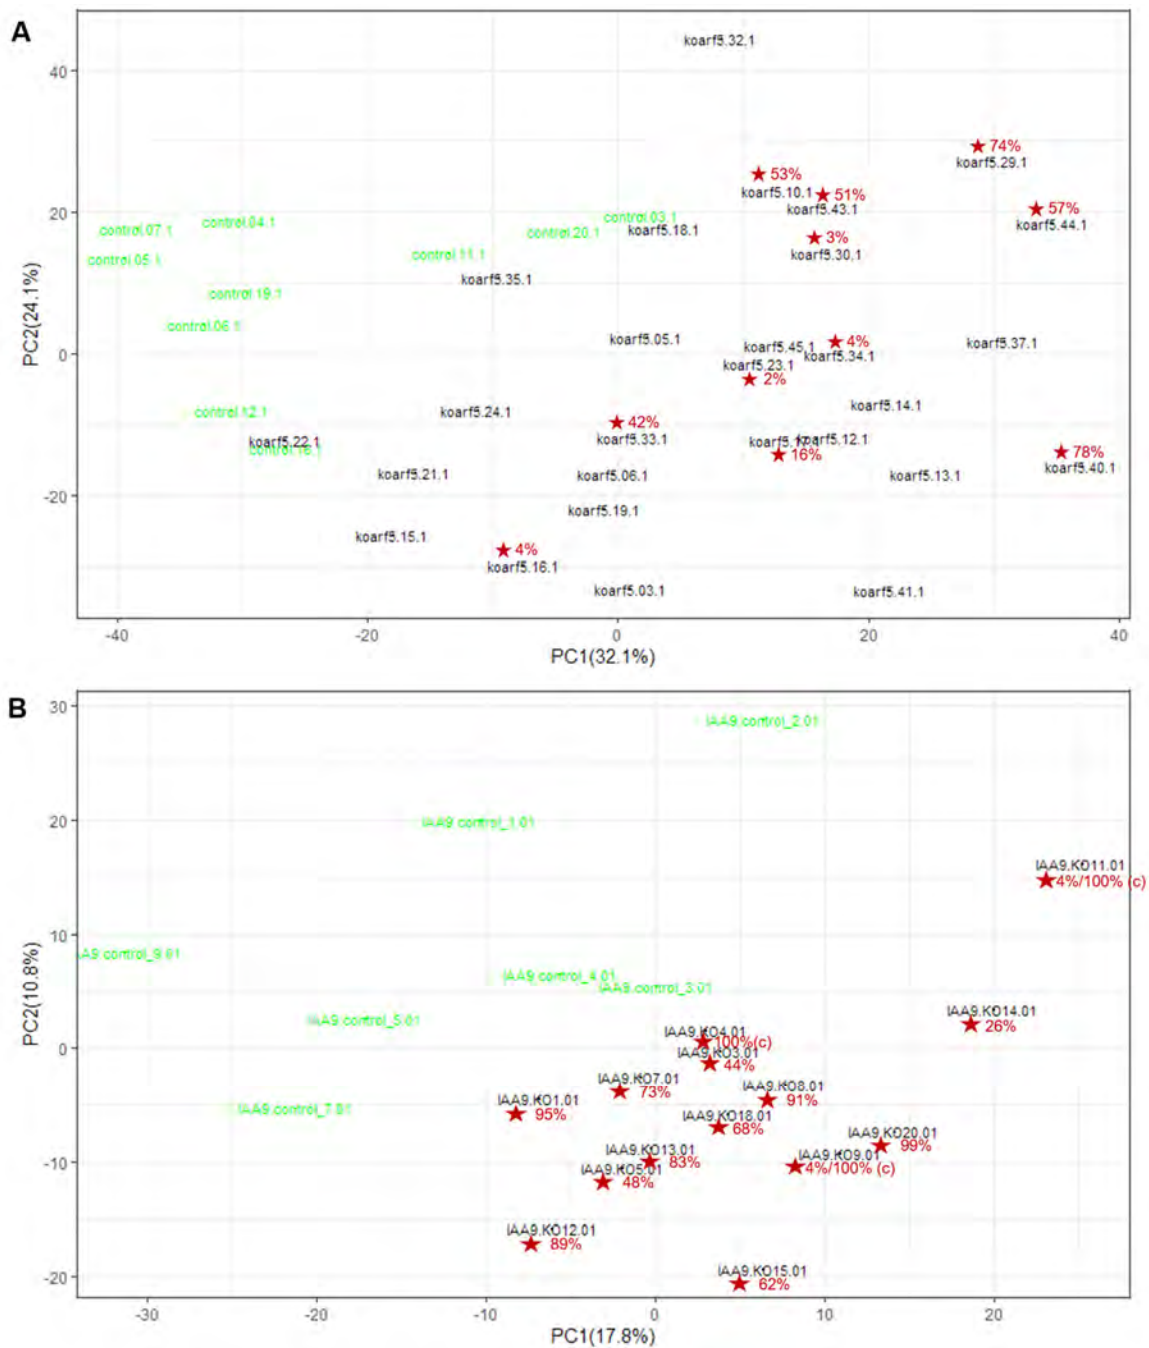 A
koarf5.32.1
40
74%
koarf5.29.1
53%
koarf5.10.1
51%
koarf5.43.1
57%
koarf5.44.1
20
control.07.1
control.04.1
control.03.1
control.20.1
koarf5.18.1
3%
koarf5.30.1
control.05.1
control.11.1
koarf5.35.1
control.19.1
control.06.1
0
koarf5.05.1
koarf5.45.1
4%
koarf5.34.1
koarf5.37.1
koarf5.23.1
2%
control.12.1
koarf5.24.1
koarf5.14.1
42%
koarf5.33.1
koarf5.22.1
koarf5.12.1
16%
78%
koarf5.40.1
koarf5.21.1
koarf5.06.1
koarf5.13.1
-20
koarf5.19.1
koarf5.15.1
4%
koarf5.16.1
koarf5.03.1
koarf5.41.1
PC2(24.1%)
-40 -20 0 20 40
PC1(32.1%)
B
30
IAA9.control_2.01
20
IAA9.control_1.01
IAA9.KO11.01
4%/100% (c)
10
IAA9.control_4.01
IAA9.control_3.01
IAA9.control_5.01
IAA9.KO14.01
26%
0
IAA9.KO4.01
100%(c)
IAA9.KO3.01
44%
IAA9.KO7.01
73%
IAA9.KO8.01
91%
IAA9.KO1.01
95%
IAA9.control_7.01
IAA9.KO18.01
68%
IAA9.KO20.01
99%
IAA9.KO13.01
83%
IAA9.KO9.01
4%/100% (c)
-10
IAA9.KO5.01
48%
IAA9.KO12.01
89%
IAA9.KO15.01
62%
-20
PC2(10.8%)
-30 -20 -10 0 10 20
PC1(17.8%)